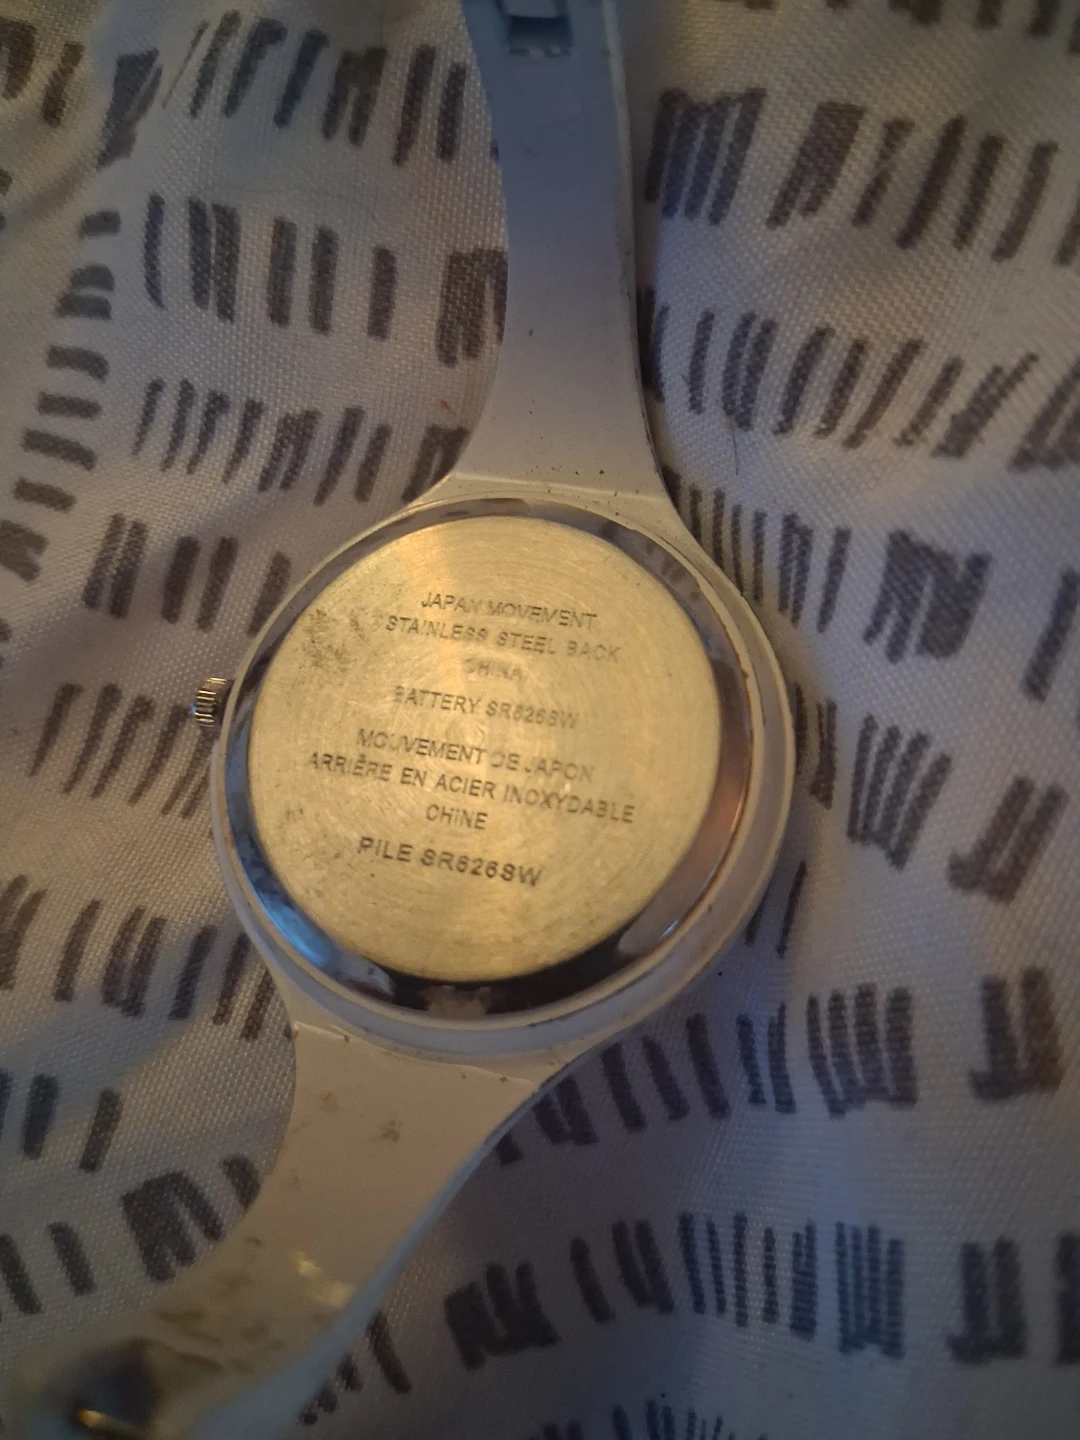 JAPAN MOVEMENT
STAINLESS STEEL BACK
CHINA
BATTERY SR626SW
MOUVEMENT DE JAPON
ARRIÈRE EN ACIER INOXYDABLE
CHINE
PILE SR626SW